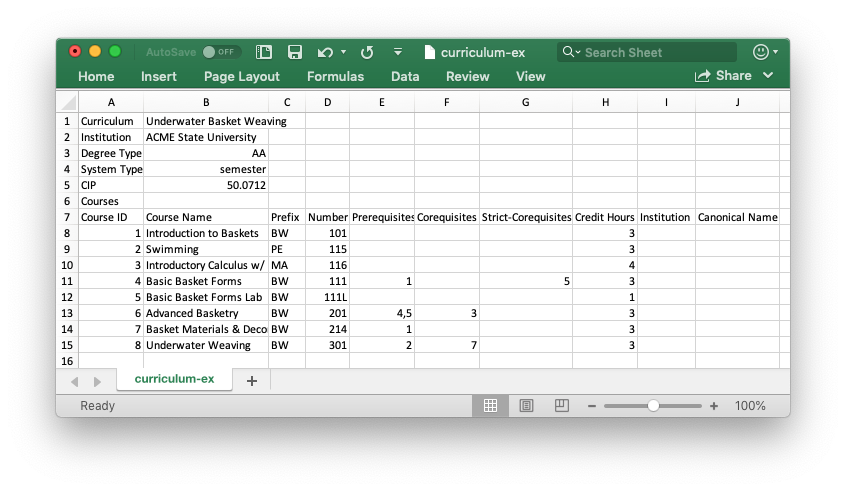 AutoSave OFF curriculum-ex Search Sheet
Home Insert Page Layout Formulas Data Review View Share
A B C D E F G H I J
1 Curriculum Underwater Basket Weaving
2 Institution ACME State University
3 Degree Type AA
4 System Type semester
5 CIP 50.0712
6 Courses
7 Course ID Course Name Prefix Number Prerequisites Corequisites Strict-Corequisites Credit Hours Institution Canonical Name
8 1 Introduction to Baskets BW 101 3
9 2 Swimming PE 115 3
10 3 Introductory Calculus w/ MA 116 4
11 4 Basic Basket Forms BW 111 1 5 3
12 5 Basic Basket Forms Lab BW 111L 1
13 6 Advanced Basketry BW 201 4,5 3 3
14 7 Basket Materials & Deco BW 214 1 3
15 8 Underwater Weaving BW 301 2 7 3
16
curriculum-ex +
Ready 100%